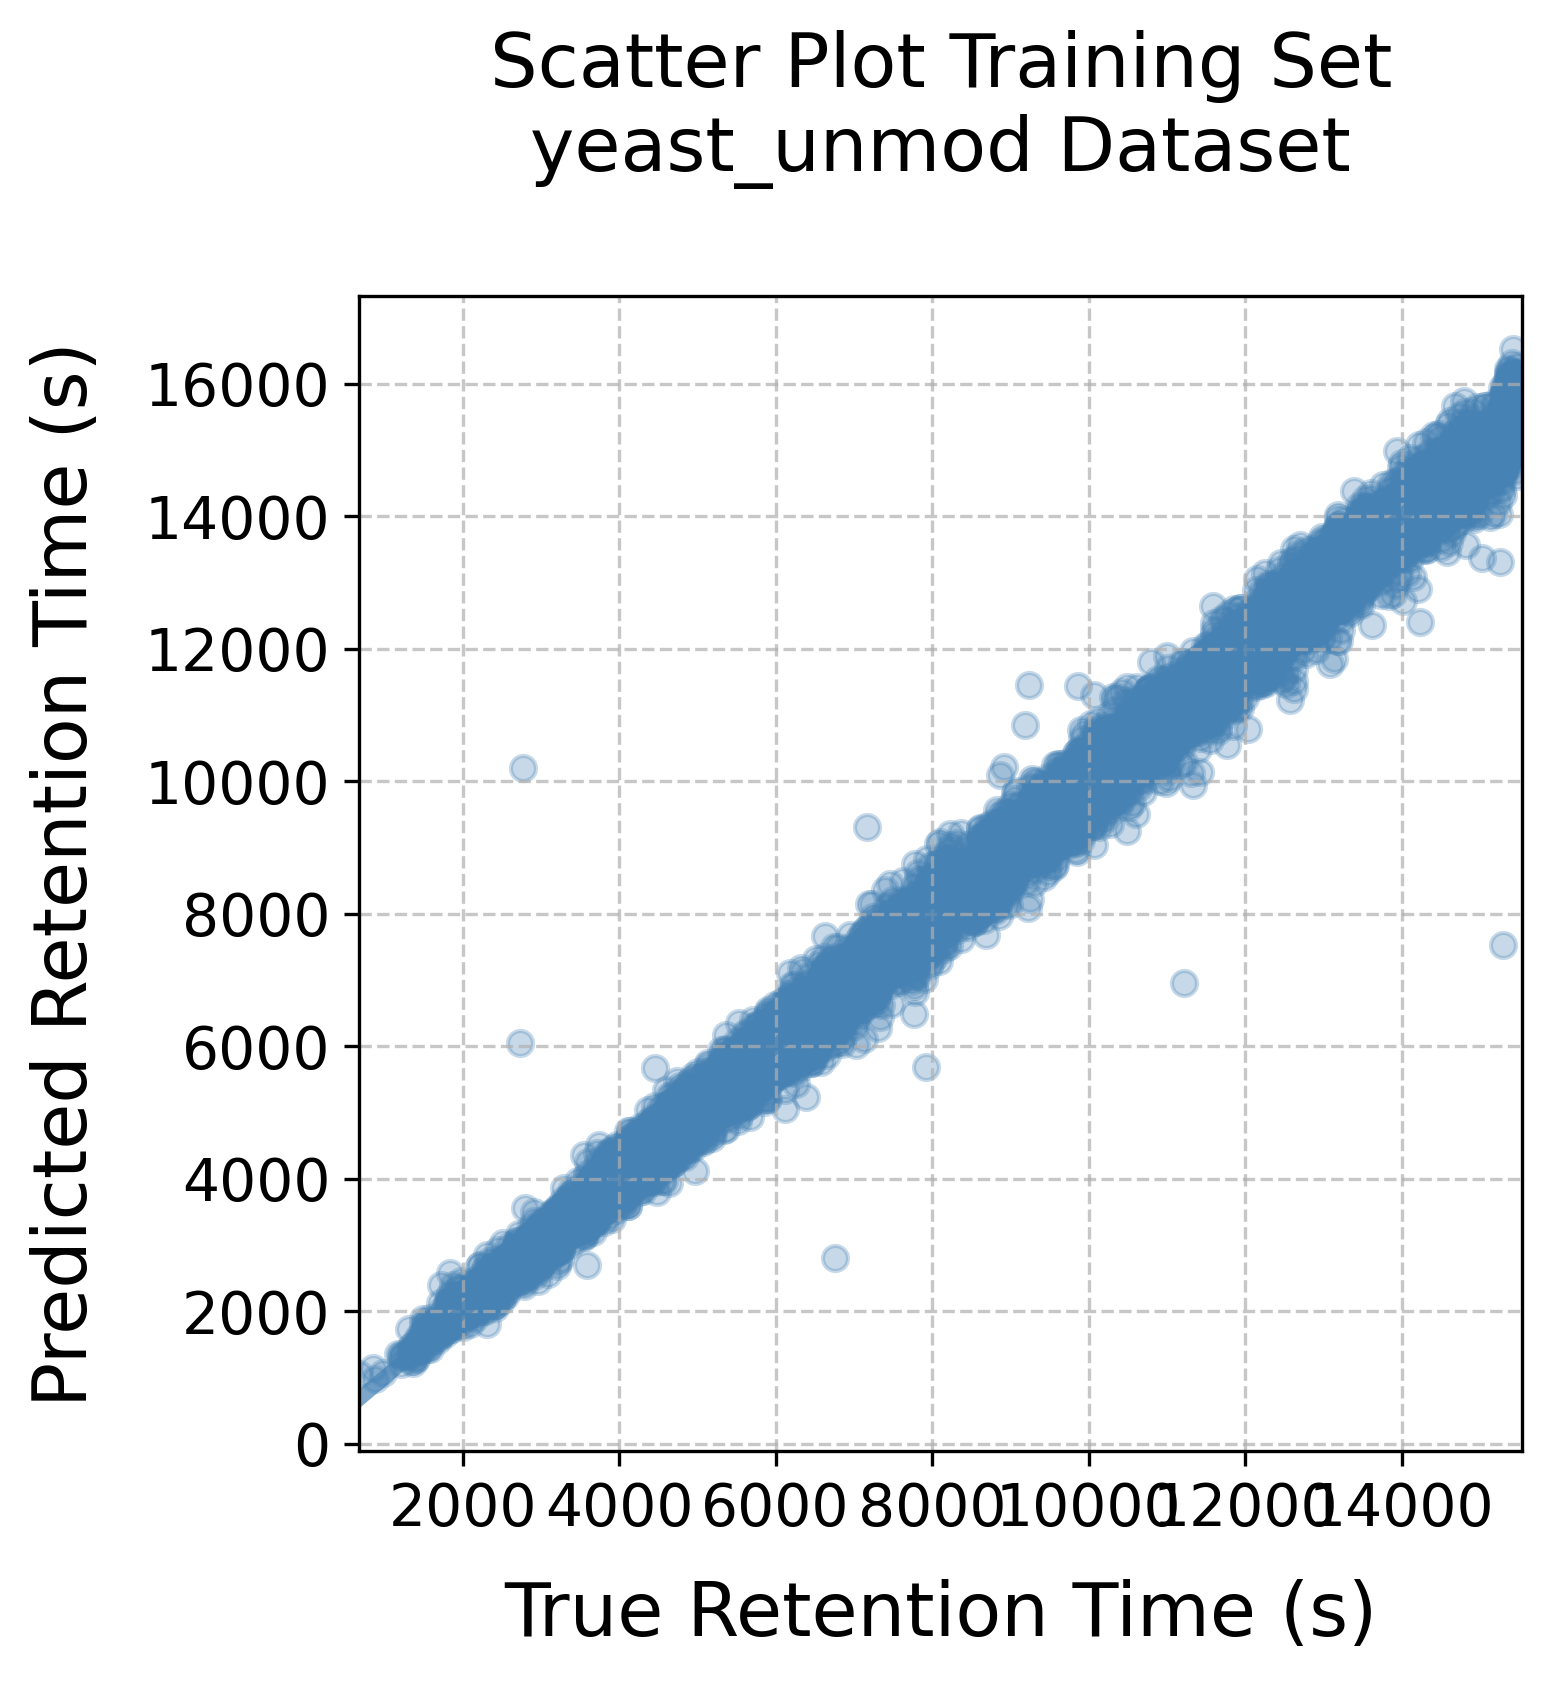 Scatter Plot Training Set
yeast_unmod Dataset
Predicted Retention Time (s)
16000
14000
12000
10000
8000
6000
4000
2000
0
2000 4000 6000 8000 10000 12000 14000
True Retention Time (s)